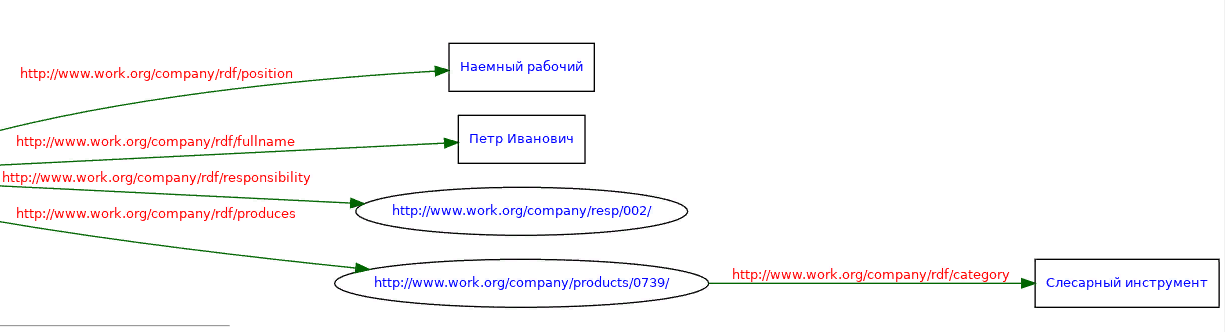 http://www.work.org/company/rdf/position
Наемный рабочий
http://www.work.org/company/rdf/fullname
Петр Иванович
http://www.work.org/company/rdf/responsibility
http://www.work.org/company/resp/002/
http://www.work.org/company/rdf/produces
http://www.work.org/company/products/0739/
http://www.work.org/company/rdf/category
Слесарный инструмент